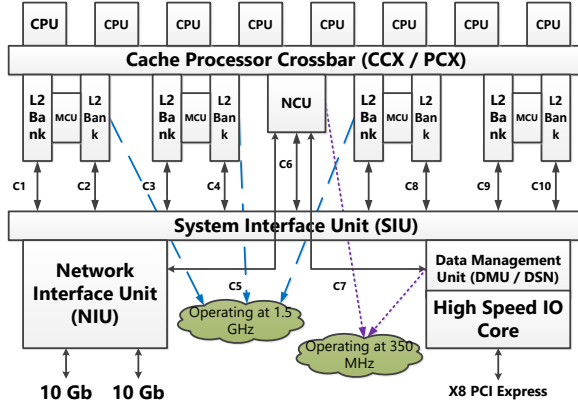 CPU CPU CPU CPU CPU CPU CPU CPU
Cache Processor Crossbar (CCX / PCX)
L2 Bank MCU L2 Bank L2 Bank MCU L2 Bank NCU L2 Bank MCU L2 Bank L2 Bank MCU L2 Bank
C1 C2 C3 C4 C6 C8 C9 C10
System Interface Unit (SIU)
Network
Interface Unit
(NIU)
C5 C7
Data Management
Unit (DMU / DSN)
High Speed IO
Core
Operating at 1.5
GHz
Operating at 350
MHz
10 Gb 10 Gb
X8 PCI Express